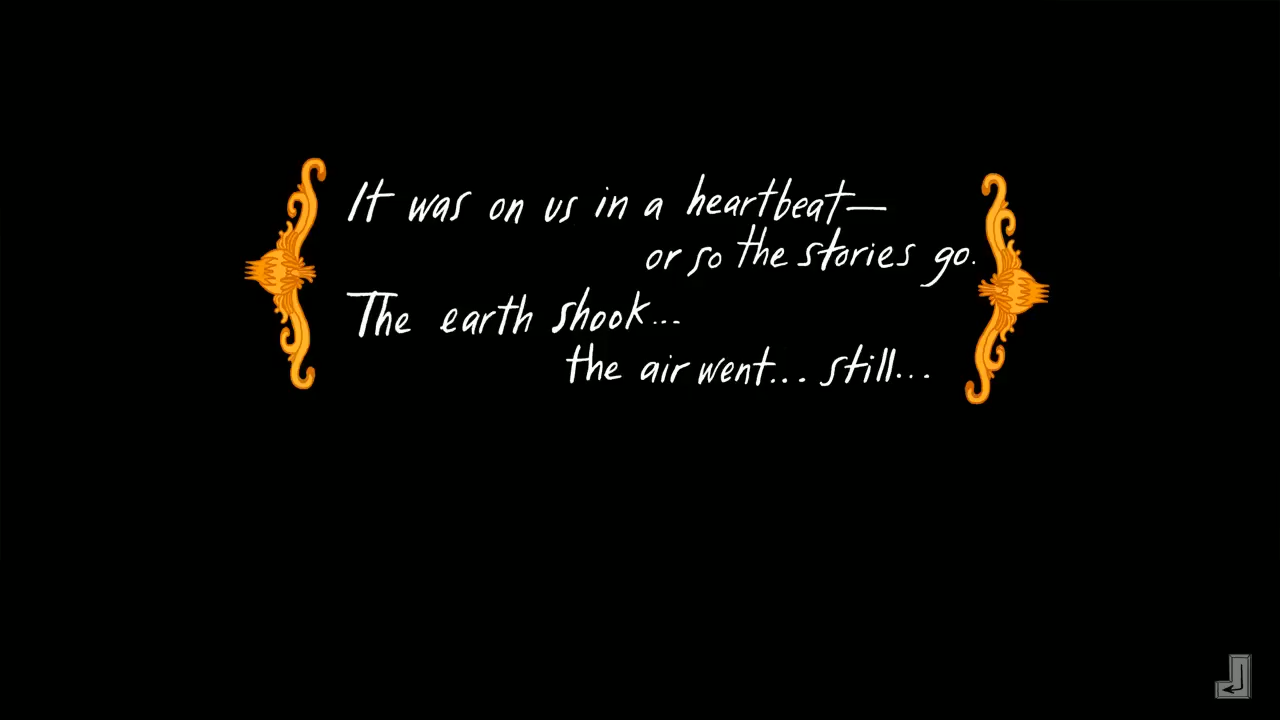 It was on us in a heartbeat—
or so the stories go.
The earth shook...
the air went... still...